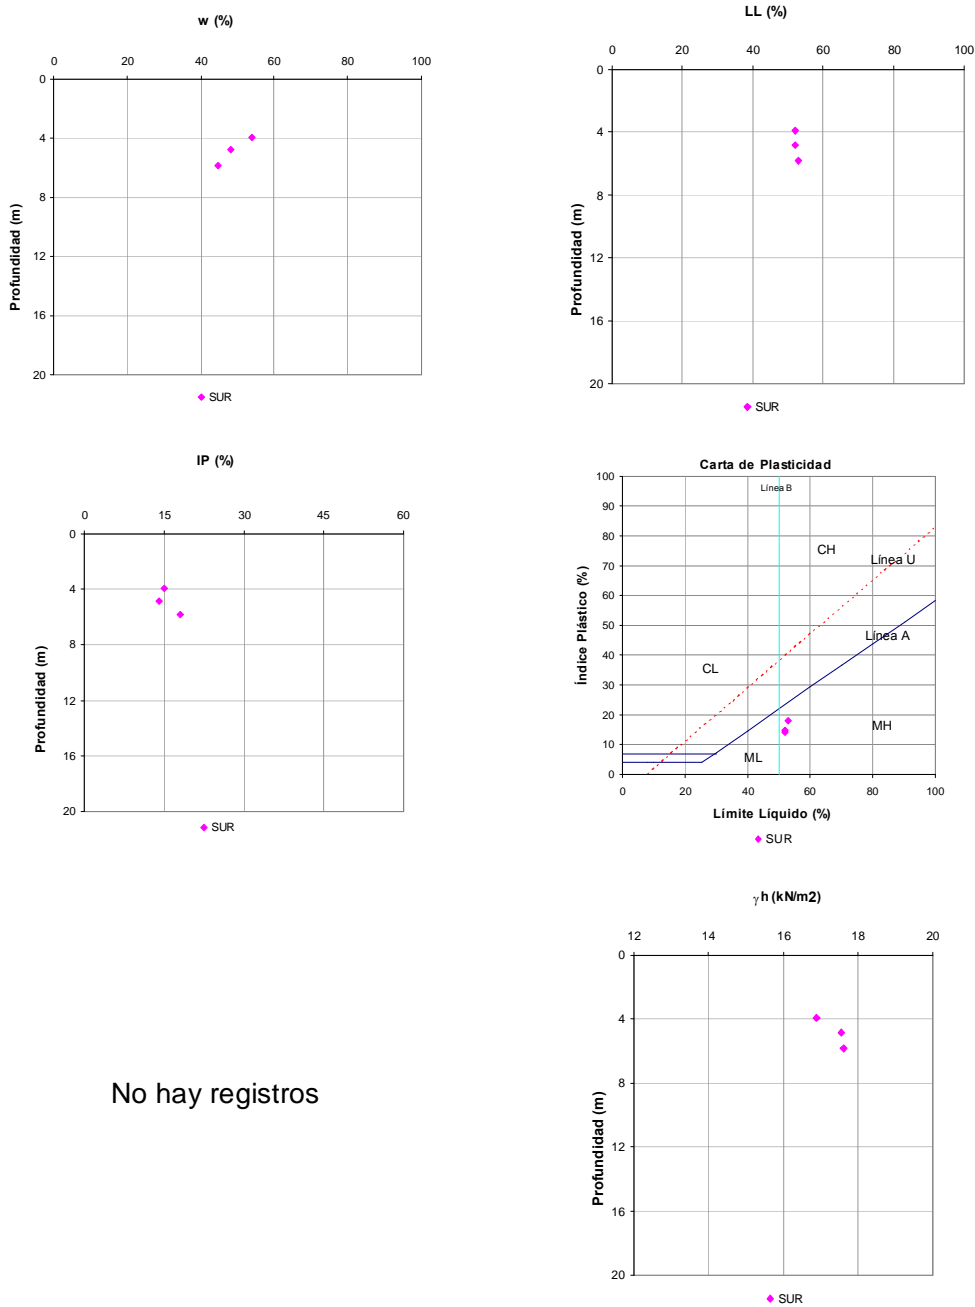 w (%)
0 20 40 60 80 100
0
4
8
12
16
20
Profundidad (m)
SUR
LL (%)
0 20 40 60 80 100
0
4
8
12
16
20
Profundidad (m)
SUR
IP (%)
0 15 30 45 60
0
4
8
12
16
20
Profundidad (m)
SUR
Carta de Plasticidad
100
90
80
70
60
50
40
30
20
10
0
Índice Plástico (%)
Línea B
CH
Línea U
Línea A
CL
MH
ML
0 20 40 60 80 100
Límite Líquido (%)
SUR
No hay registros
γh (kN/m2)
12 14 16 18 20
0
4
8
12
16
20
Profundidad (m)
SUR